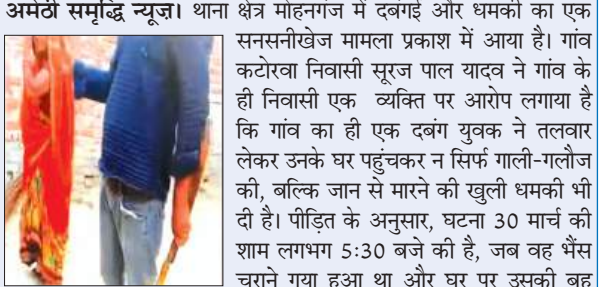 अमेठी समृद्धि न्यूज़। थाना क्षेत्र मोहनगंज में दबंगई और धमकी का एक
सनसनीखेज मामला प्रकाश में आया है। गांव
कटोरवा निवासी सूरज पाल यादव ने गांव के
ही निवासी एक व्यक्ति पर आरोप लगाया है
कि गांव का ही एक दबंग युवक ने तलवार
लेकर उनके घर पहुंचकर न सिर्फ गाली-गलौज
की, बल्कि जान से मारने की खुली धमकी भी
दी है। पीड़ित के अनुसार, घटना 30 मार्च की
शाम लगभग 5:30 बजे की है, जब वह भैंस
चराने गया हुआ था और घर पर उसकी बहू